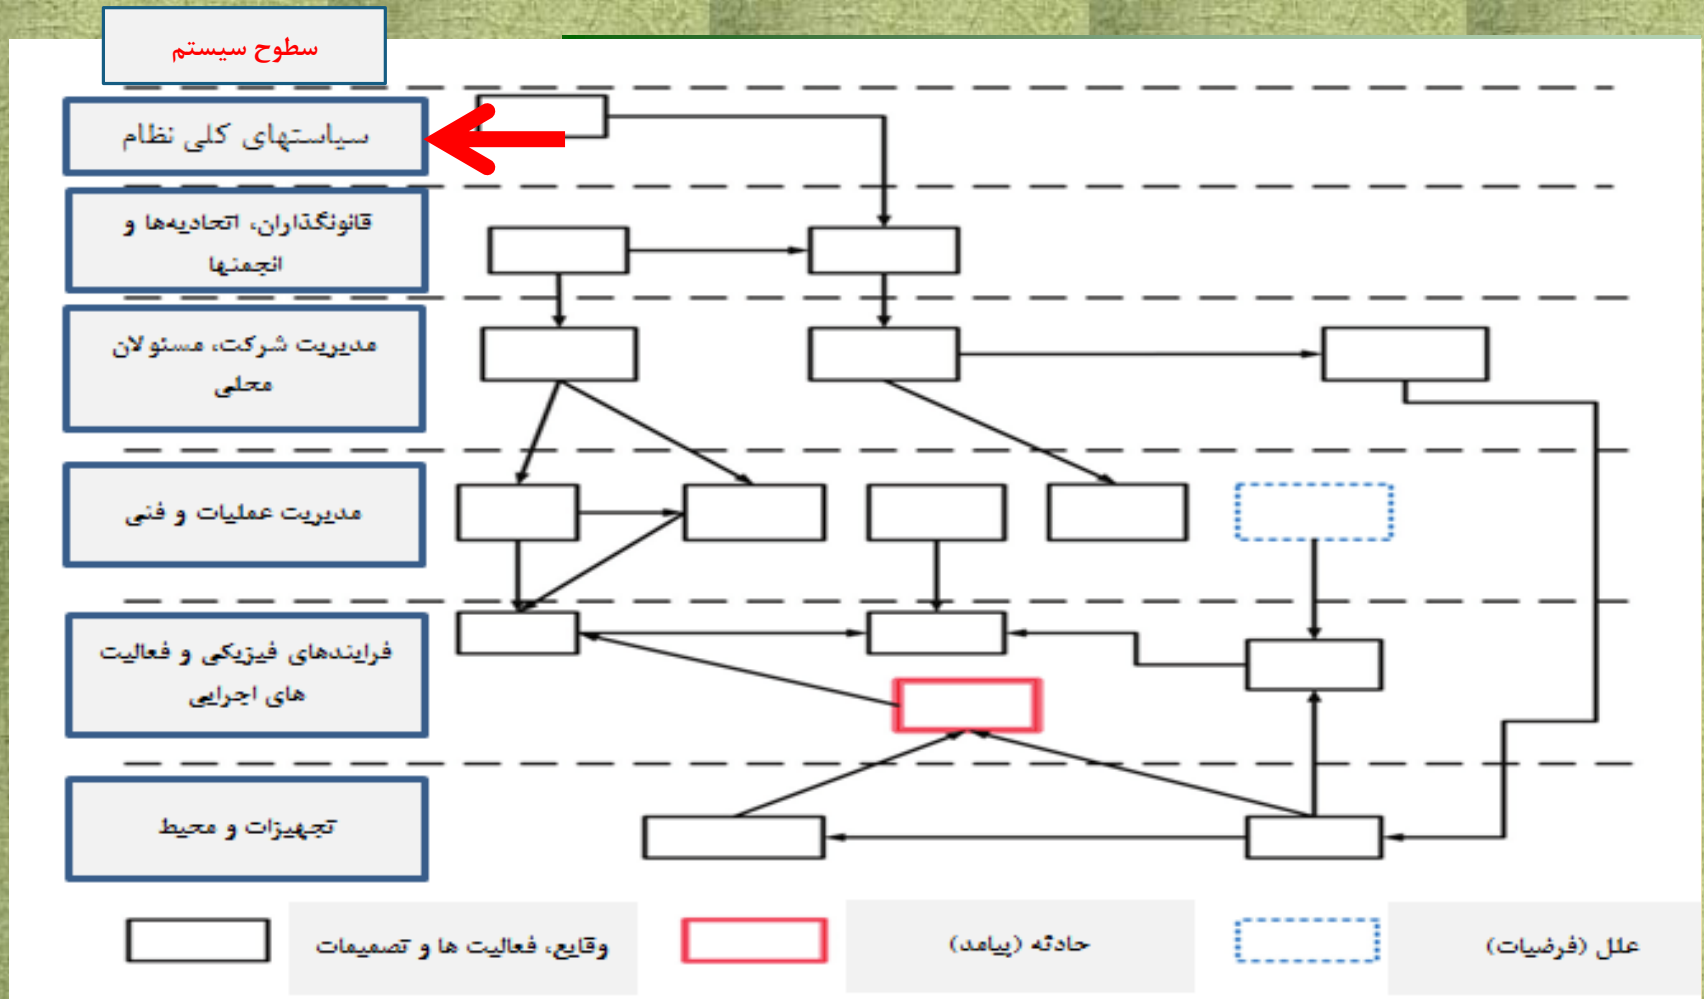 سطوح سیستم
سیاستهای کلی نظام
قانونگذاران، اتحادیه‌ها و
انجمنها
مدیریت شرکت، مسئولان
محلی
مدیریت عملیات و فنی
فرایندهای فیزیکی و فعالیت
های اجرایی
تجهیزات و محیط
وقایع، فعالیت ها و تصمیمات
حادثه (پیامد)
علل (فرضیات)